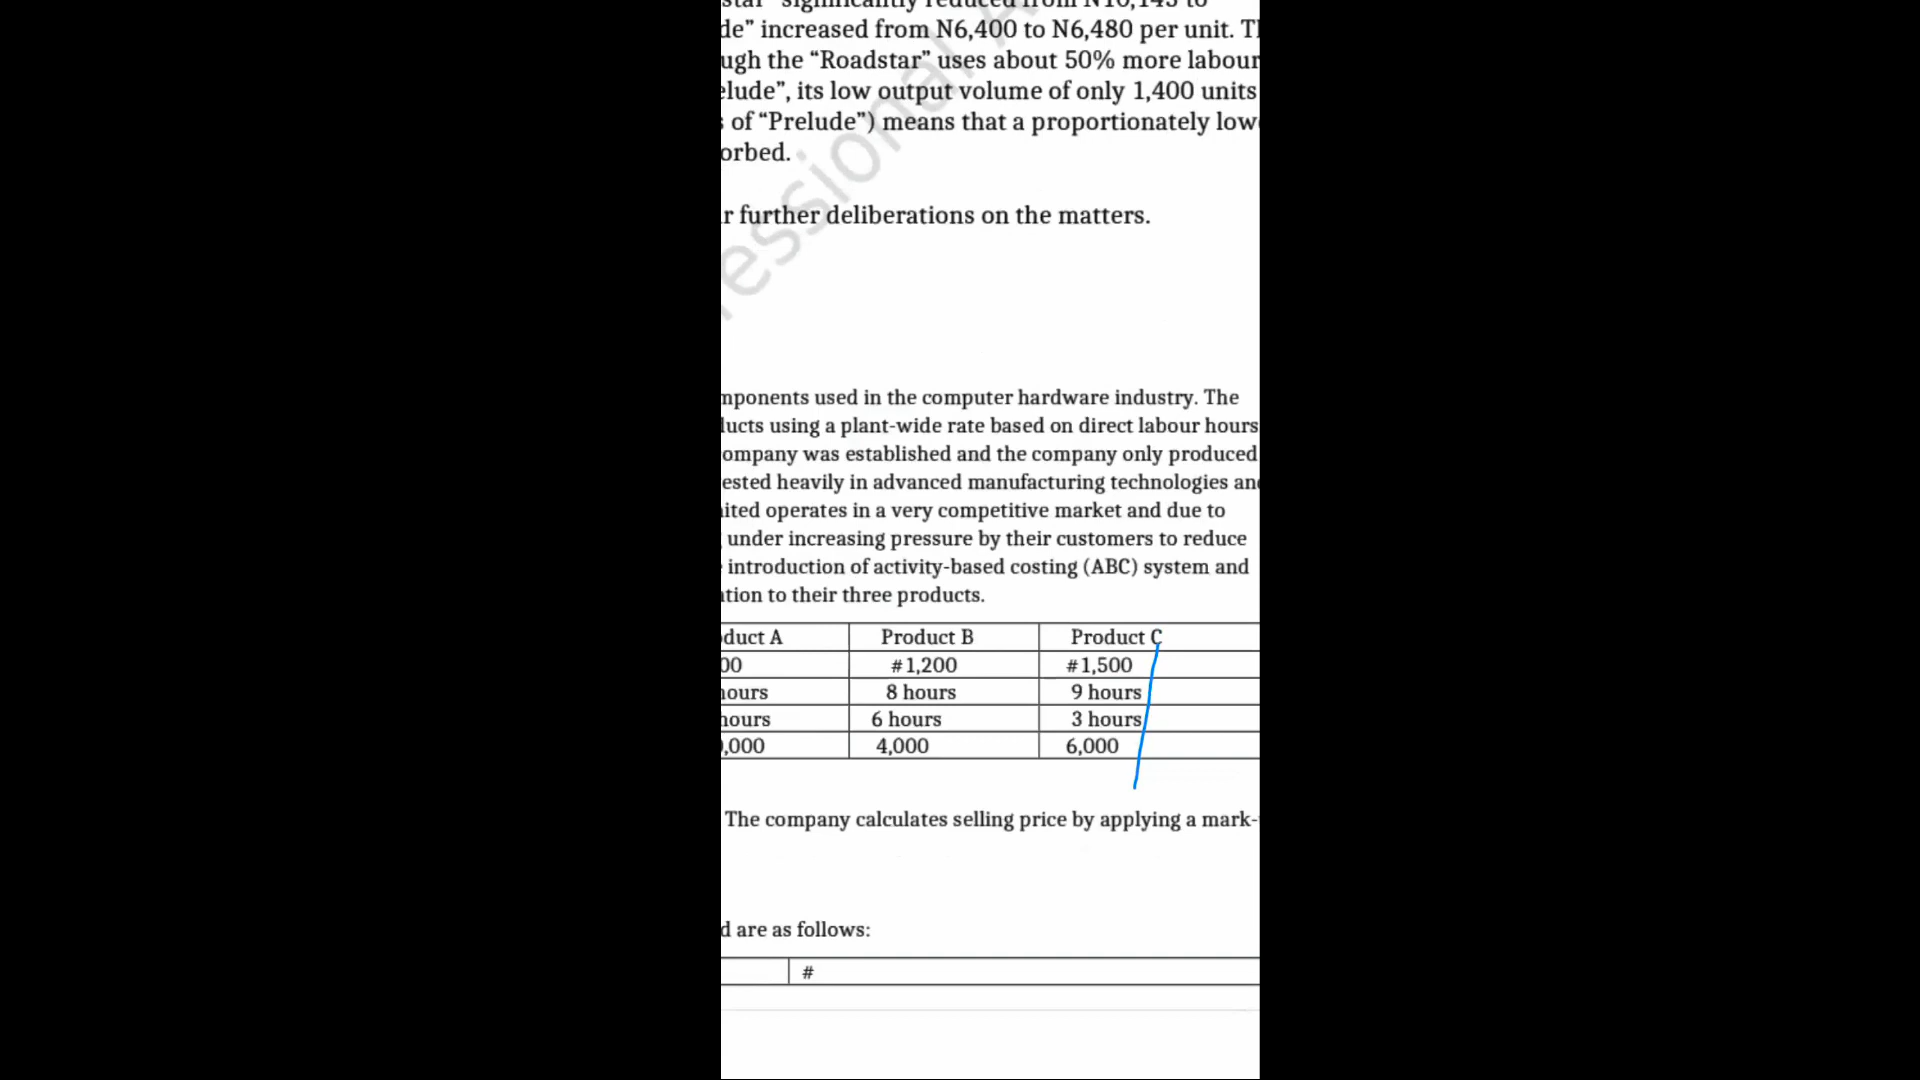 de” increased from N6,400 to N6,480 per unit.
ugh the “Roadstar” uses about 50% more labour
elude”, its low output volume of only 1,400 units
of “Prelude”) means that a proportionately low
orbed.
r further deliberations on the matters.
mponents used in the computer hardware industry. The
ducts using a plant-wide rate based on direct labour hours
ompany was established and the company only produced
ested heavily in advanced manufacturing technologies an
ited operates in a very competitive market and due to
under increasing pressure by their customers to reduce
introduction of activity-based costing (ABC) system and
tion to their three products.
duct A Product B Product C
00 #1,200 #1,500
hours 8 hours 9 hours
hours 6 hours 3 hours
,000 4,000 6,000
The company calculates selling price by applying a mark-
d are as follows:
#
essional A